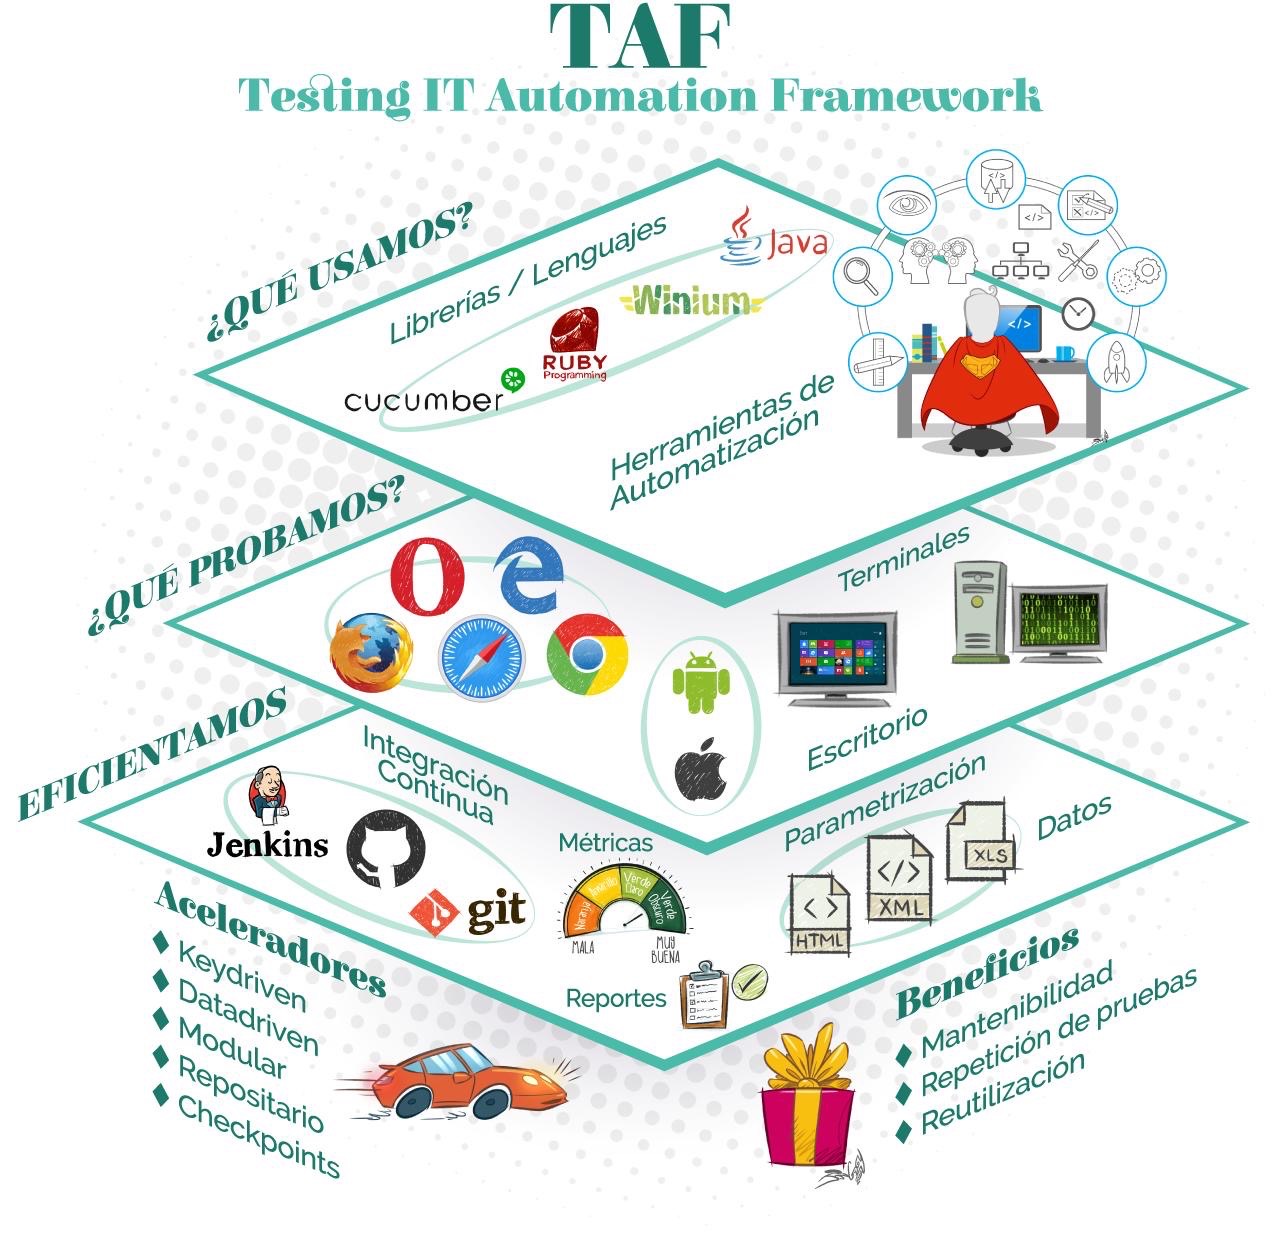 TAF
Testing IT Automation Framework
¿QUÉ USAMOS?
Librerías / Lenguajes
Java
Winium
RUBY
Programming
cucumber
Herramientas de
Automatización
</>
</>
</>
¿QUÉ PROBAMOS?
Terminales
Escritorio
EFICIENTAMOS
Integración
Contínua
Jenkins
git
Métricas
Naranja
Amarillo
Verde
Claro
Verde
Obscuro
MALA
MUY
BUENA
Reportes
Parametrización
Datos
XLS
</>
XML
<>
HTML
Aceleradores
Keydriven
Datadriven
Modular
Repositario
Checkpoints
Beneficios
Mantenibilidad
Repetición de pruebas
Reutilización